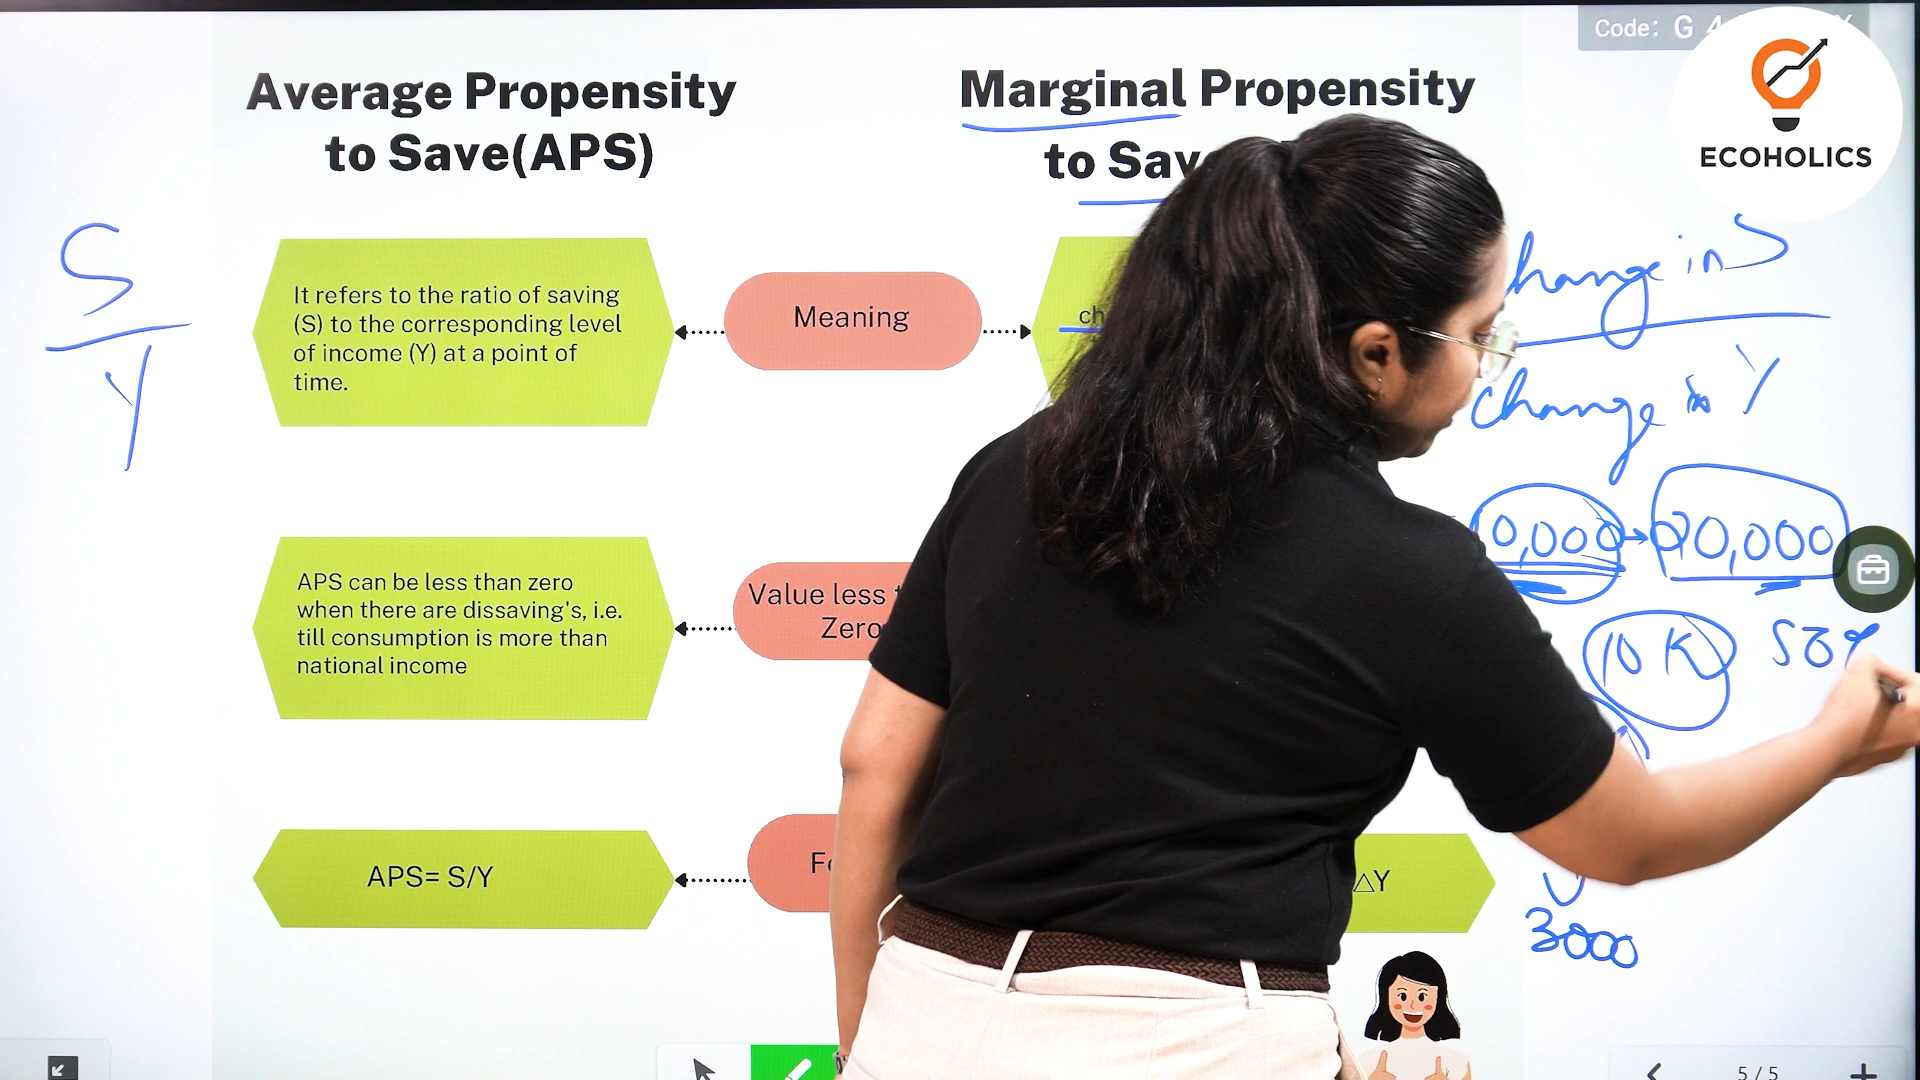 Code: G 4
ECOHOLICS
Average Propensity
to Save(APS)
Marginal Propensity
to Sav
S
Y
It refers to the ratio of saving
(S) to the corresponding level
of income (Y) at a point of
time.
Meaning
ch
hange in S
change in Y
0,000 → 20,000
10 K 50%
APS can be less than zero
when there are dissaving's, i.e.
till consumption is more than
national income
Value less
Zero
APS= S/Y
F
△Y
3000
5/5